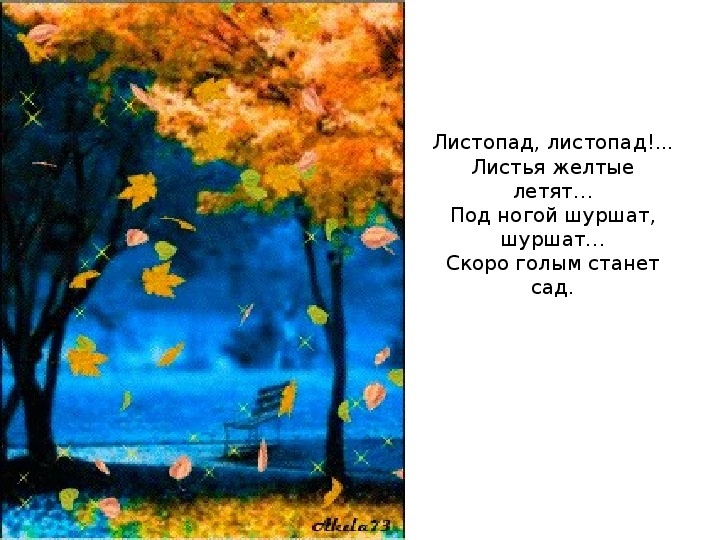 Листопад, листопад!...
Листья желтые
летят...
Под ногой шуршат,
шуршат...
Скоро голым станет
сад.
Akela73